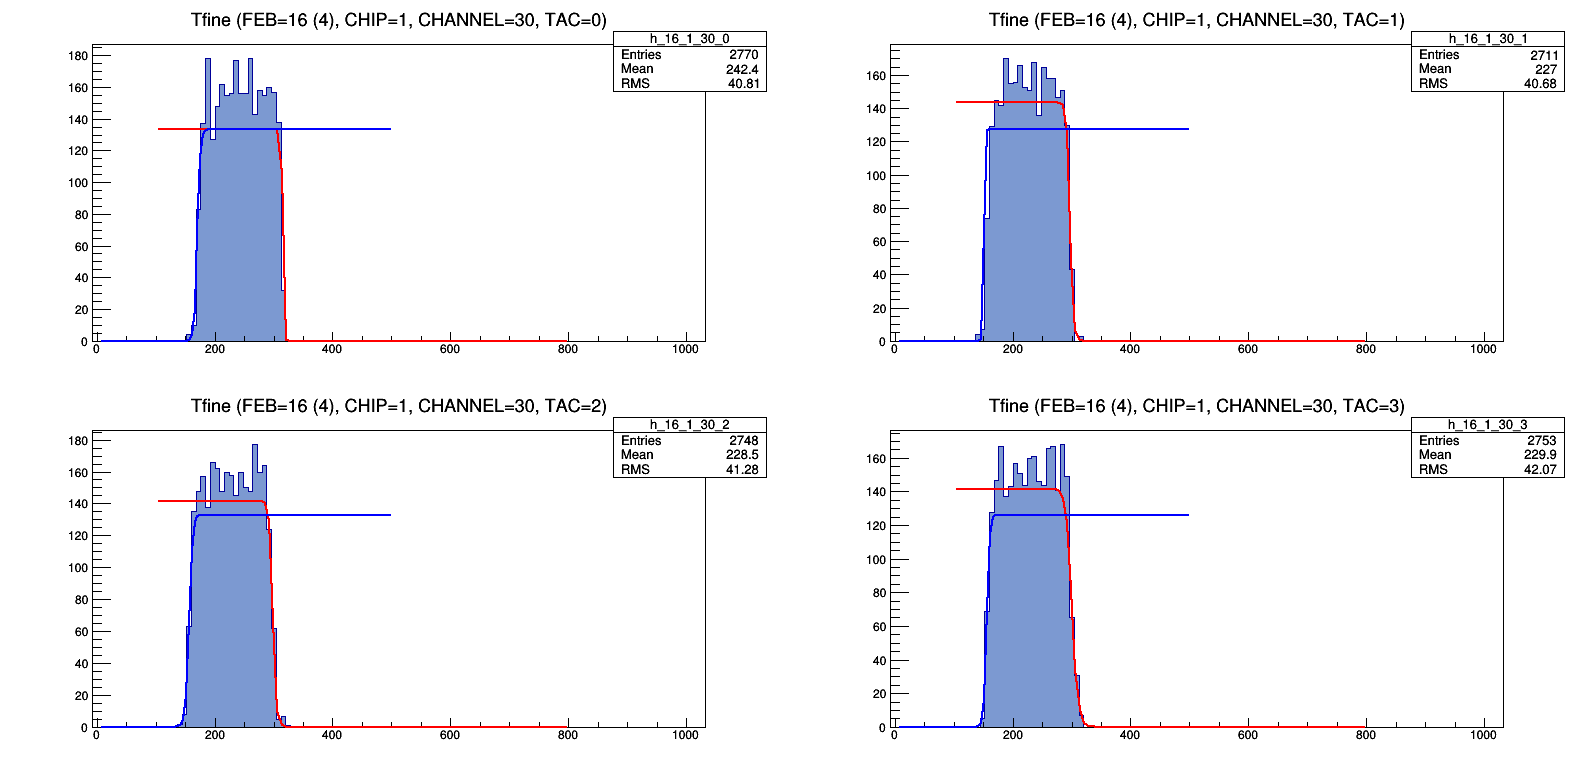 Tfine (FEB=16 (4), CHIP=1, CHANNEL=30, TAC=0)
h_16_1_30_0
Entries 2770
Mean 242.4
RMS 40.81
180
160
140
120
100
80
60
40
20
0
0 200 400 600 800 1000
Tfine (FEB=16 (4), CHIP=1, CHANNEL=30, TAC=1)
h_16_1_30_1
Entries 2711
Mean 227
RMS 40.68
160
140
120
100
80
60
40
20
0
0 200 400 600 800 1000
Tfine (FEB=16 (4), CHIP=1, CHANNEL=30, TAC=2)
h_16_1_30_2
Entries 2748
Mean 228.5
RMS 41.28
180
160
140
120
100
80
60
40
20
0
0 200 400 600 800 1000
Tfine (FEB=16 (4), CHIP=1, CHANNEL=30, TAC=3)
h_16_1_30_3
Entries 2753
Mean 229.9
RMS 42.07
160
140
120
100
80
60
40
20
0
0 200 400 600 800 1000